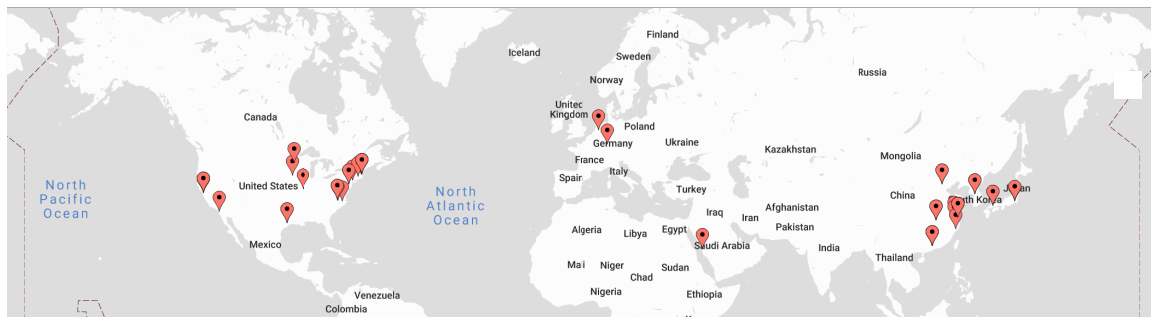 Finland
Iceland
Sweden
Russia
Norway
United
Kingdom
Canada
Poland
Germany
Ukraine
Kazakhstan
Mongolia
France
Italy
Spain
United States
Turkey
China
Japan
South Korea
North
Pacific
Ocean
North
Atlantic
Ocean
Iraq
Iran
Afghanistan
Pakistan
Algeria
Libya
Egypt
Saudi Arabia
India
Thailand
Mexico
Mali
Niger
Chad
Sudan
Nigeria
Ethiopia
Venezuela
Colombia